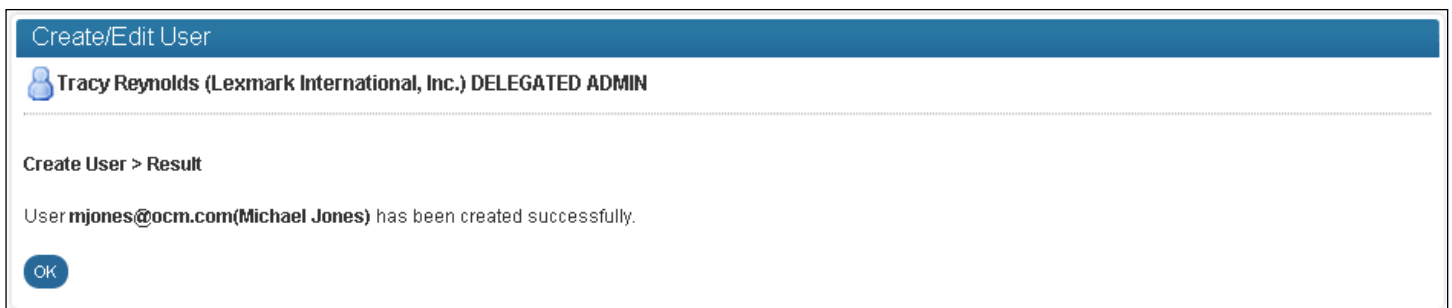 Create/Edit User
Tracy Reynolds (Lexmark International, Inc.) DELEGATED ADMIN
Create User > Result
User mjones@ocm.com(Michael Jones) has been created successfully.
OK